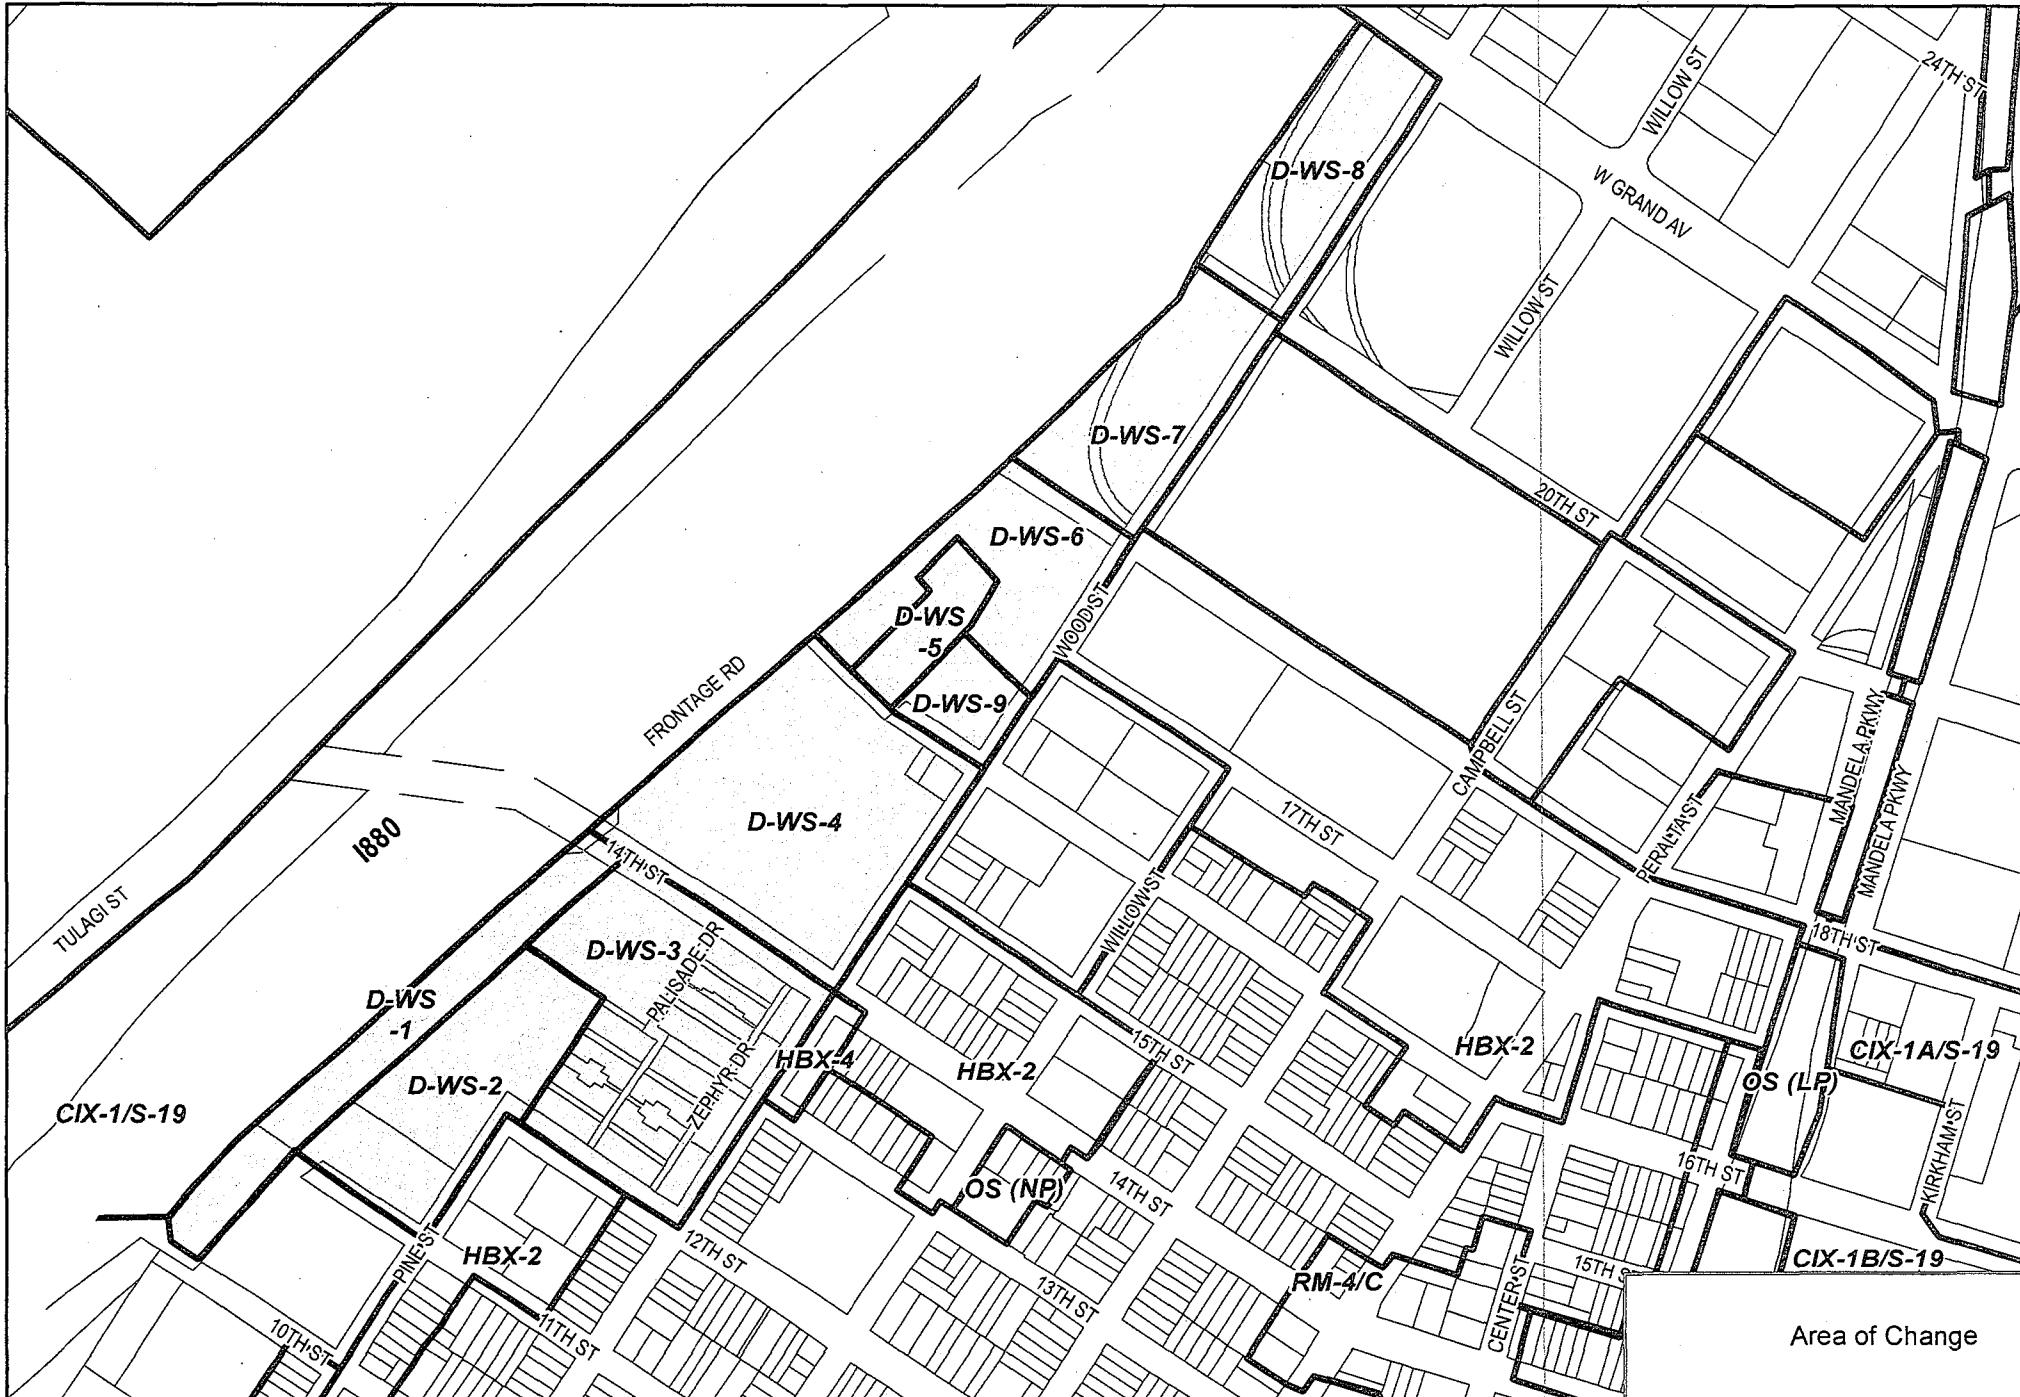 24TH ST
WILLOW ST
D-WS-8
W GRAND AV
WILLOW ST
D-WS-7
20TH ST
D-WS-6
WOOD ST
D-WS
-5
D-WS-9
FRONTAGE RD
CAMPBELL ST
MANDELA PKWY
MANDELA PKWY
17TH ST
D-WS-4
I880
PERALTA ST
14TH ST
WILLOW ST
TULAGI ST
18TH ST
D-WS-3
PALISADE DR
D-WS
-1
15TH ST
HBX-2
CIX-1A/S-19
HBX-4
HBX-2
D-WS-2
ZEPHYR DR
OS (LP)
CIX-1/S-19
KIRKHAM ST
16TH ST
OS (NP)
14TH ST
PINE ST
HBX-2
12TH ST
13TH ST
RM-4/C
CENTER ST
15TH S
CIX-1B/S-19
10TH ST
11TH ST
Area of Change